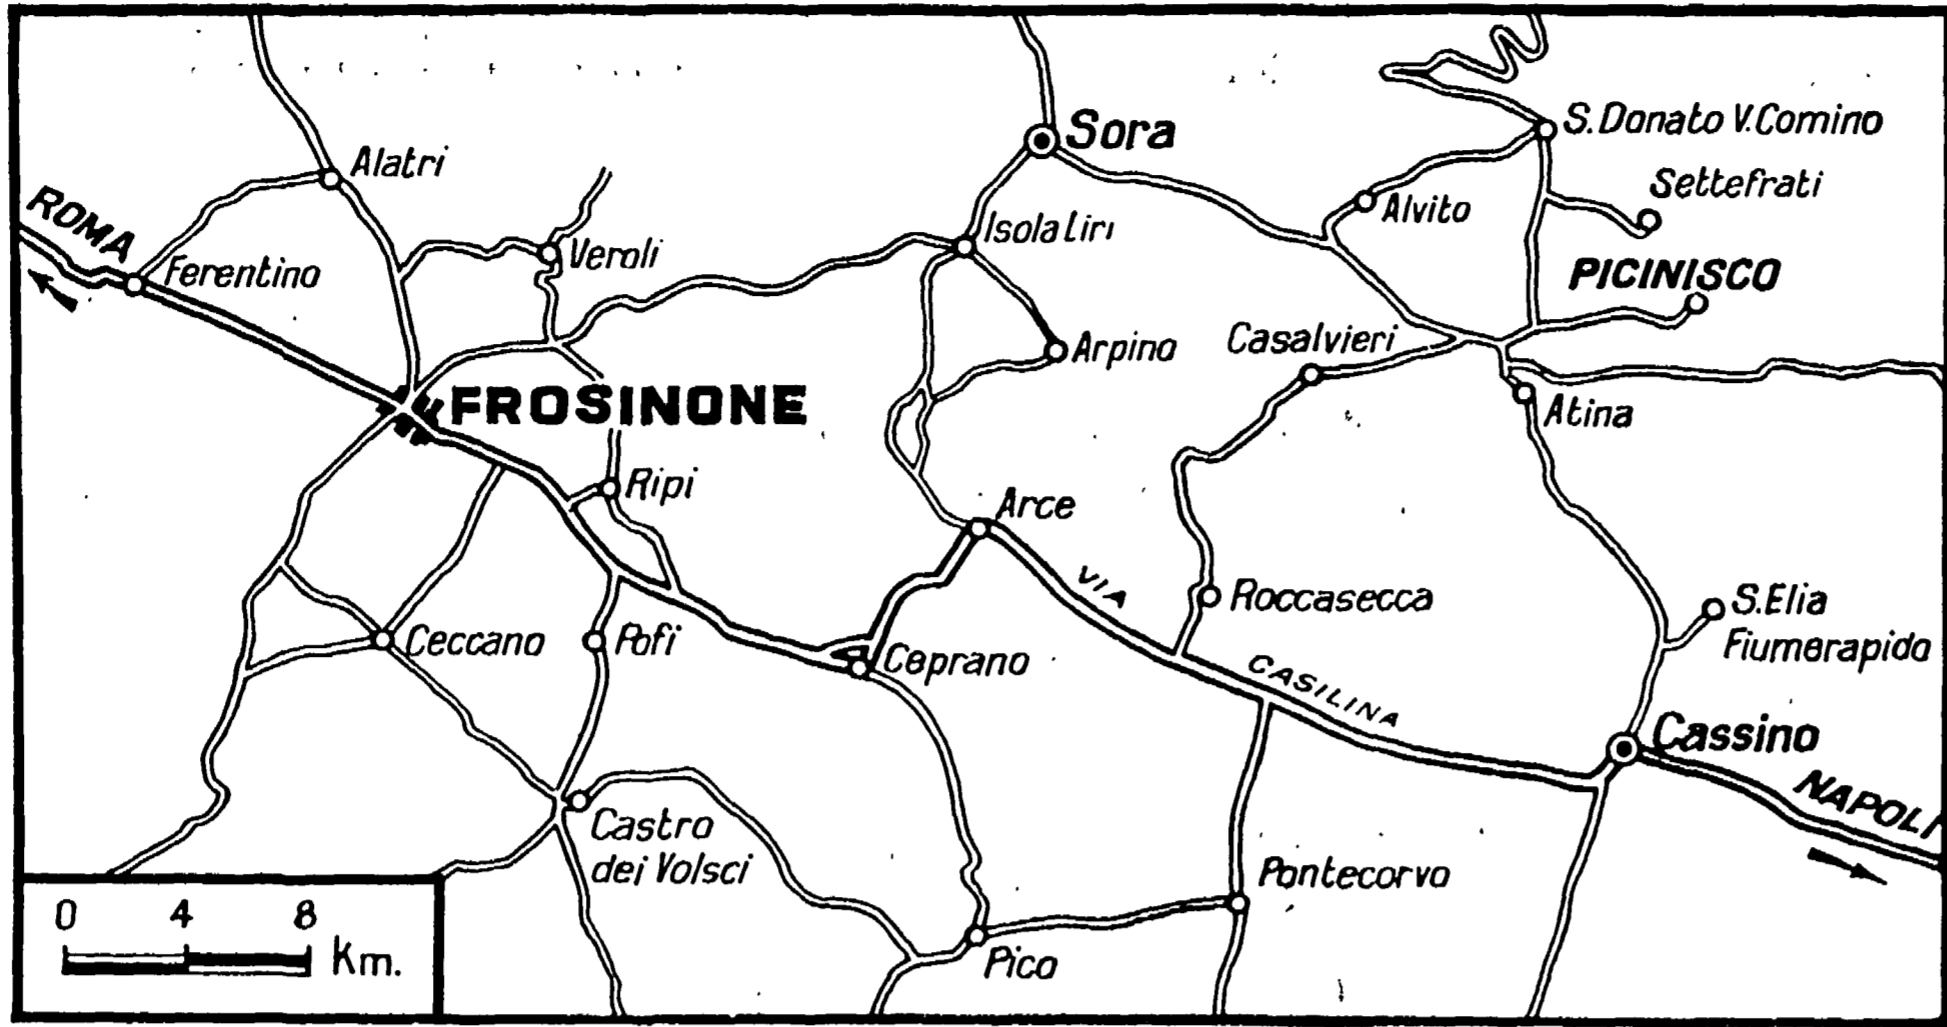 Sora
S.Donato V.Comino
Alatri
Settefrati
ROMA
Alvito
Isola Liri
Veroli
Ferentino
PICINISCO
Casalvieri
Arpino
FROSINONE
Atina
Ripi
Arce
VIA
Roccasecca
S.Elia
Fiumerapido
Ceccano
Pofi
Ceprano
CASILINA
Cassino
NAPOLI
Castro
dei Volsci
Pontecorvo
0 4 8
Km.
Pico